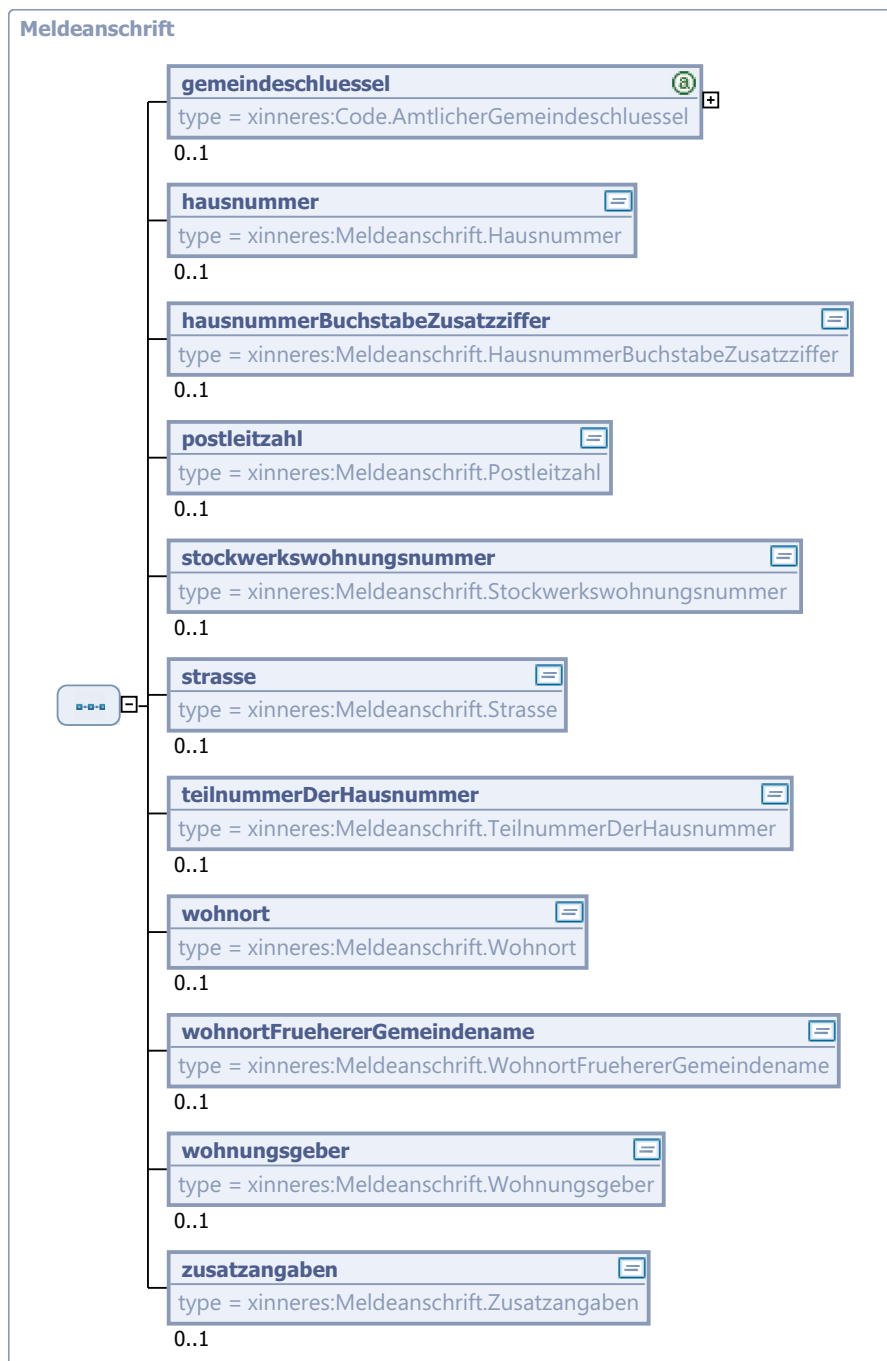 Meldeanschrift
gemeindeschluessel
type = xinneres:Code.AmtlicherGemeindeschluessel
0..1
hausnummer
type = xinneres:Meldeanschrift.Hausnummer
0..1
hausnummerBuchstabeZusatzziffer
type = xinneres:Meldeanschrift.HausnummerBuchstabeZusatzziffer
0..1
postleitzahl
type = xinneres:Meldeanschrift.Postleitzahl
0..1
stockwerkswohnungsnummer
type = xinneres:Meldeanschrift.Stockwerkswohnungsnummer
0..1
strasse
type = xinneres:Meldeanschrift.Strasse
0..1
teilnummerDerHausnummer
type = xinneres:Meldeanschrift.TeilnummerDerHausnummer
0..1
wohnort
type = xinneres:Meldeanschrift.Wohnort
0..1
wohnortFruehererGemeindename
type = xinneres:Meldeanschrift.WohnortFruehererGemeindename
0..1
wohnungsgeber
type = xinneres:Meldeanschrift.Wohnungsgeber
0..1
zusatzangaben
type = xinneres:Meldeanschrift.Zusatzangaben
0..1